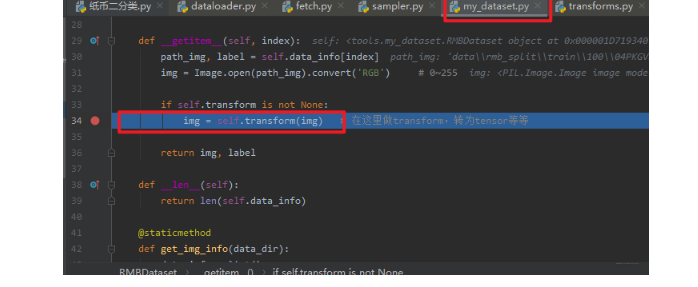 纸币二分类.py dataloader.py fetch.py sampler.py my_dataset.py transforms.py
28
29 def __getitem__(self, index): self: <tools.my_dataset.RMBDataset object at 0x000001D719340
30 path_img, label = self.data_info[index] path_img: 'data\\rmb_split\\train\\100\\04PKGV
31 img = Image.open(path_img).convert('RGB') # 0~255 img: <PIL.Image.Image image mode
32
33 if self.transform is not None:
34 img = self.transform(img) # 在这里做transform，转为tensor等等
35
36 return img, label
37
38 def __len__(self):
39 return len(self.data_info)
40
41 @staticmethod
42 def get_img_info(data_dir):
RMBDataset › __getitem__() › if self.transform is not None